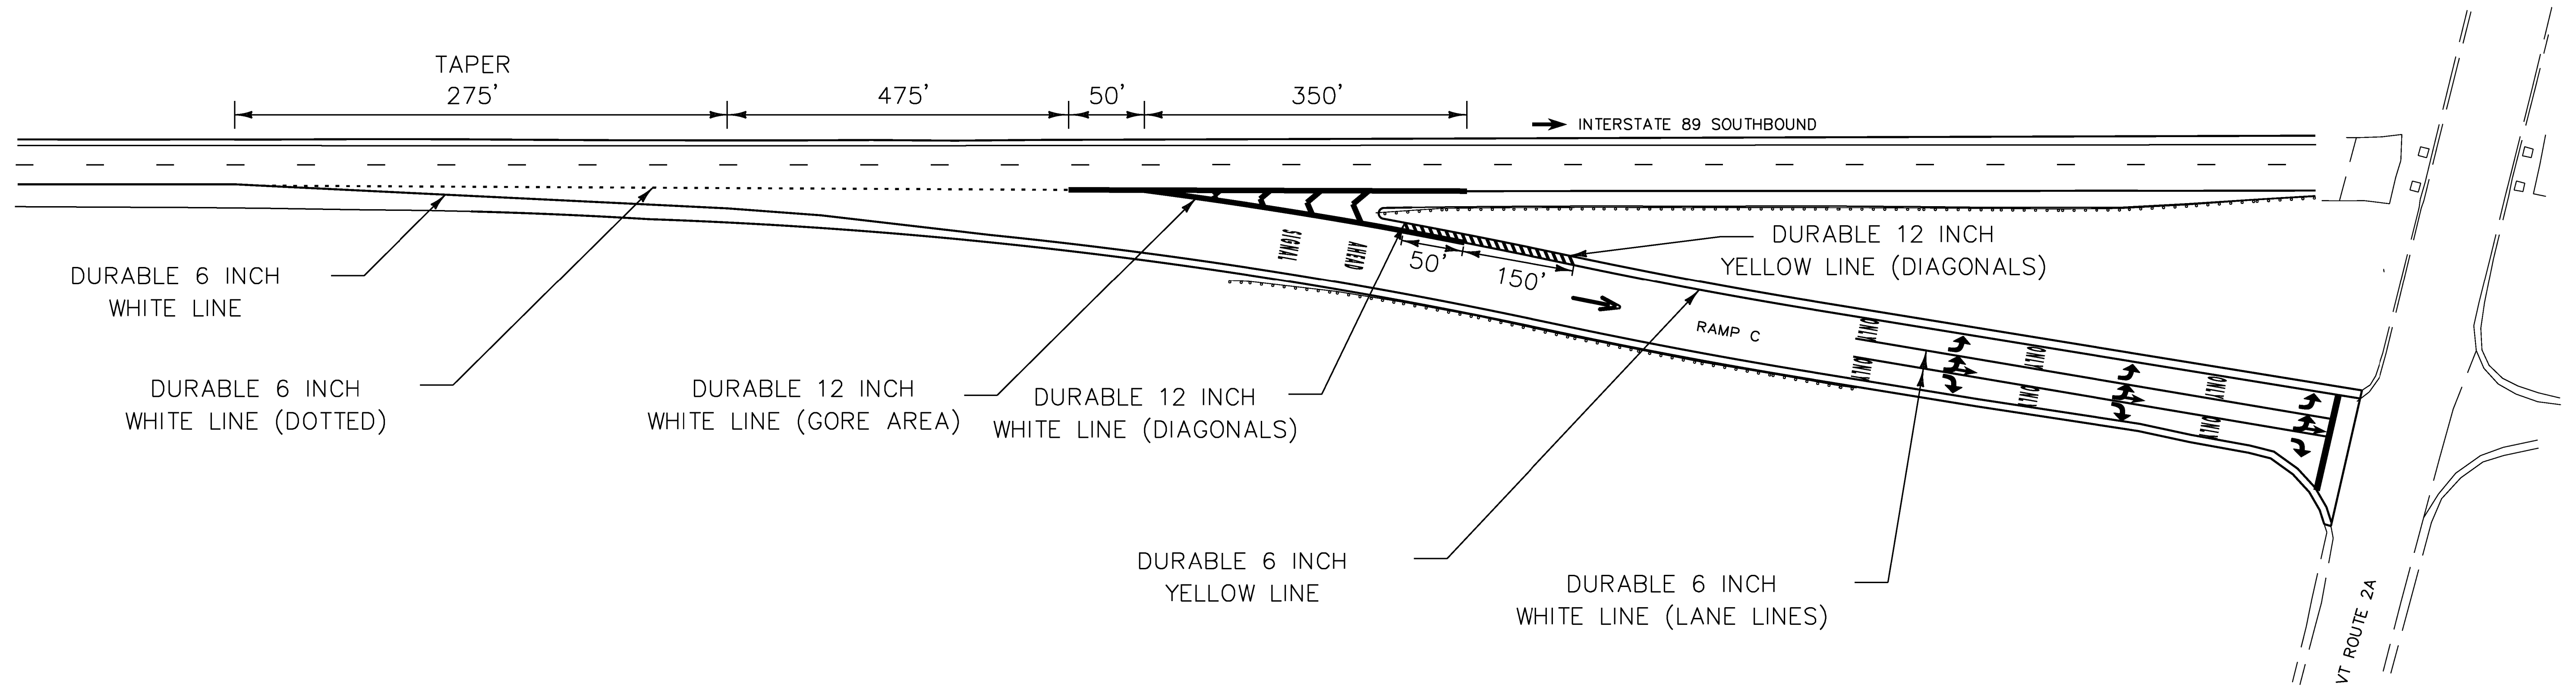 TAPER
275'
475'
50'
350'
INTERSTATE 89 SOUTHBOUND
DURABLE 6 INCH
WHITE LINE
DURABLE 6 INCH
WHITE LINE (DOTTED)
DURABLE 12 INCH
WHITE LINE (GORE AREA)
DURABLE 12 INCH
WHITE LINE (DIAGONALS)
SIGNAL
AHEAD
50'
150'
DURABLE 12 INCH
YELLOW LINE (DIAGONALS)
RAMP C
ONLY
ONLY
ONLY
ONLY
ONLY
ONLY
DURABLE 6 INCH
YELLOW LINE
DURABLE 6 INCH
WHITE LINE (LANE LINES)
VT ROUTE 2A